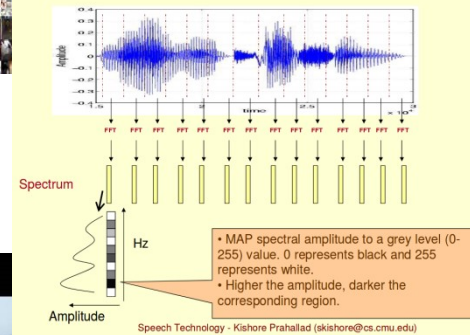 0.4
0.3
0.2
0.1
0
-0.1
-0.2
-0.3
-0.4
Amplitude
1.5
2
2.5
3
time
× 10⁴
FFT FFT FFT FFT FFT FFT FFT FFT FFT FFT FFT FFT FFT
Spectrum
Hz
Amplitude
• MAP spectral amplitude to a grey level (0-
255) value. 0 represents black and 255
represents white.
• Higher the amplitude, darker the
corresponding region.
Speech Technology - Kishore Prahallad (skishore@cs.cmu.edu)